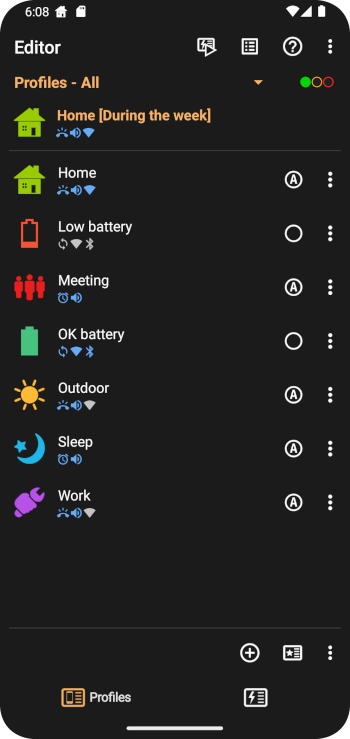 6:08
Editor
Profiles - All
Home [During the week]
Home
A
Low battery
Meeting
A
OK battery
Outdoor
A
Sleep
A
Work
A
Profiles